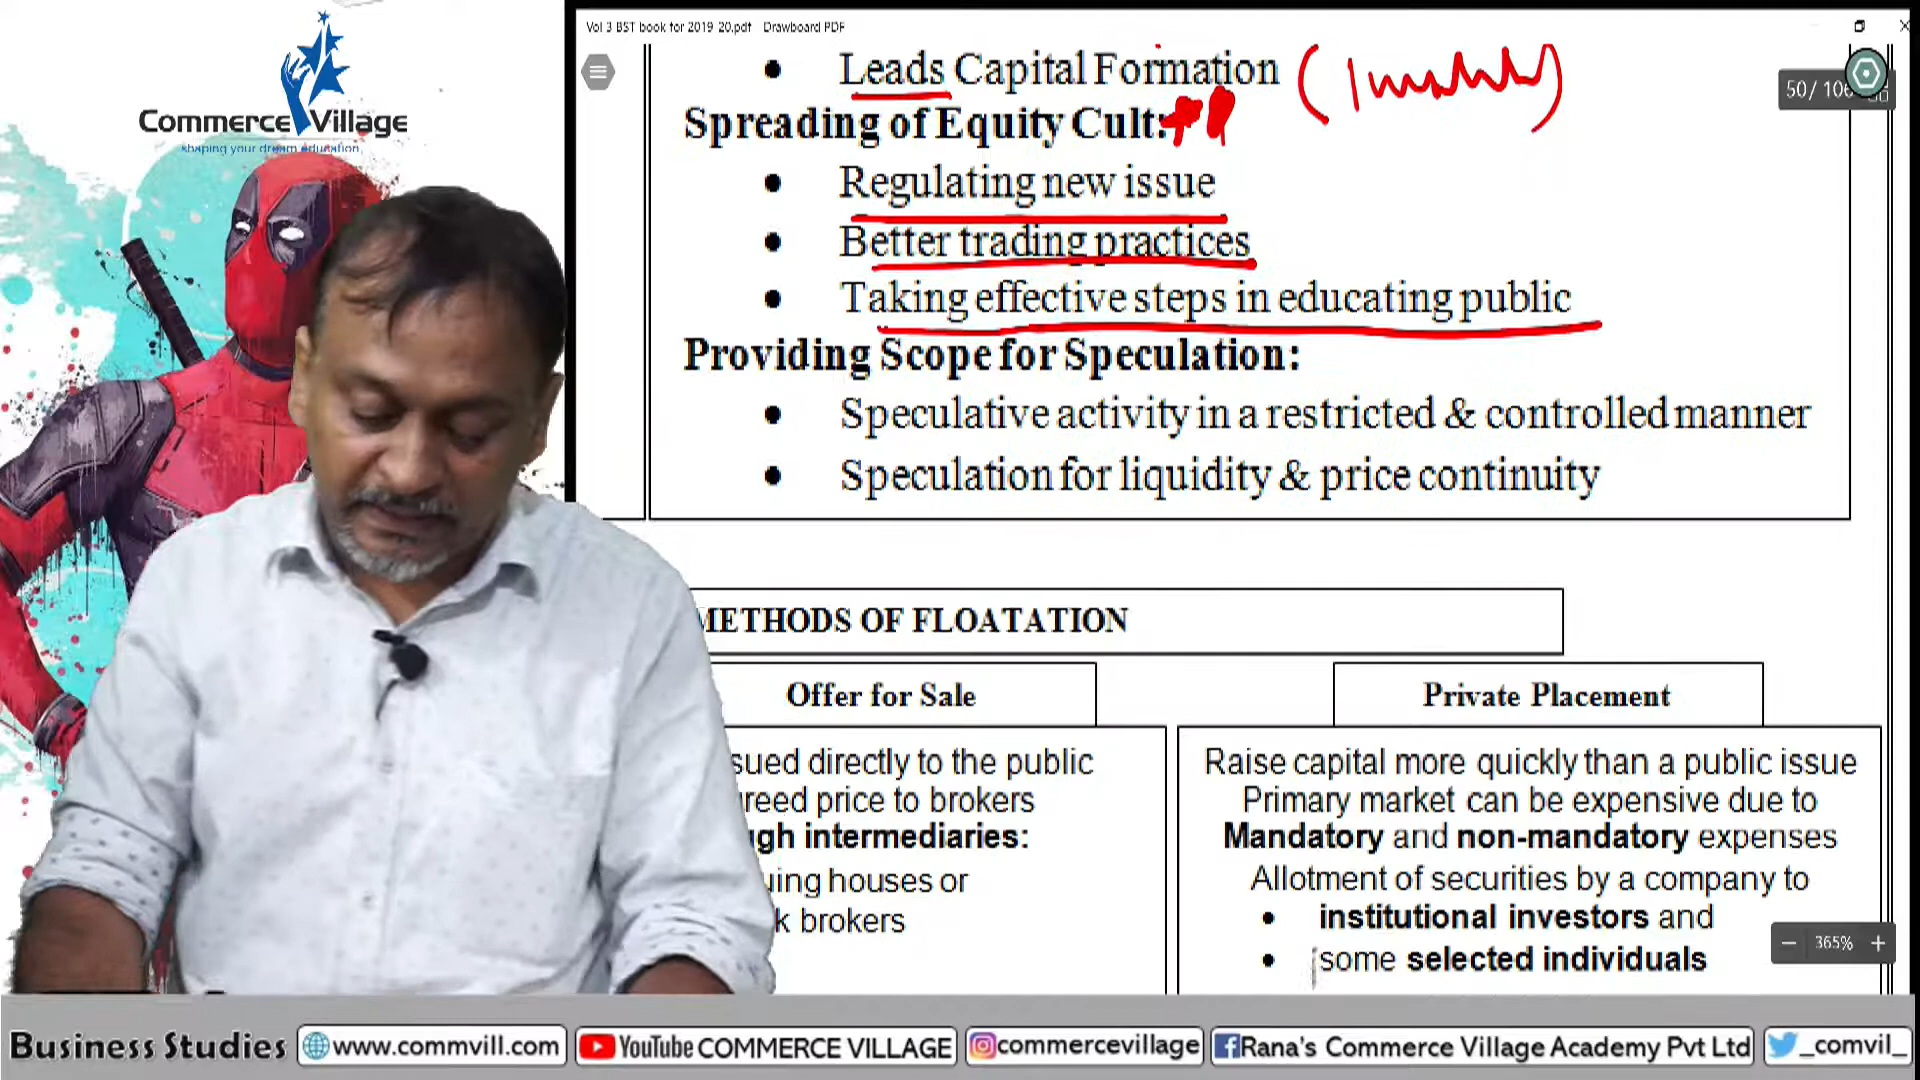 Vol 3 BST book for 2019 20.pdf Drawboard PDF
Commerce Village
shaping your dream education
50 / 106
• Leads Capital Formation
Spreading of Equity Cult:
• Regulating new issue
• Better trading practices
• Taking effective steps in educating public
Providing Scope for Speculation:
• Speculative activity in a restricted & controlled manner
• Speculation for liquidity & price continuity
METHODS OF FLOATATION
Offer for Sale
sued directly to the public
reed price to brokers
gh intermediaries:
uing houses or
k brokers
Private Placement
Raise capital more quickly than a public issue
Primary market can be expensive due to
Mandatory and non-mandatory expenses
Allotment of securities by a company to
• institutional investors and
• some selected individuals
365%
Business Studies
www.commvill.com
YouTube COMMERCE VILLAGE
commercevillage
Rana's Commerce Village Academy Pvt Ltd
_comvil_